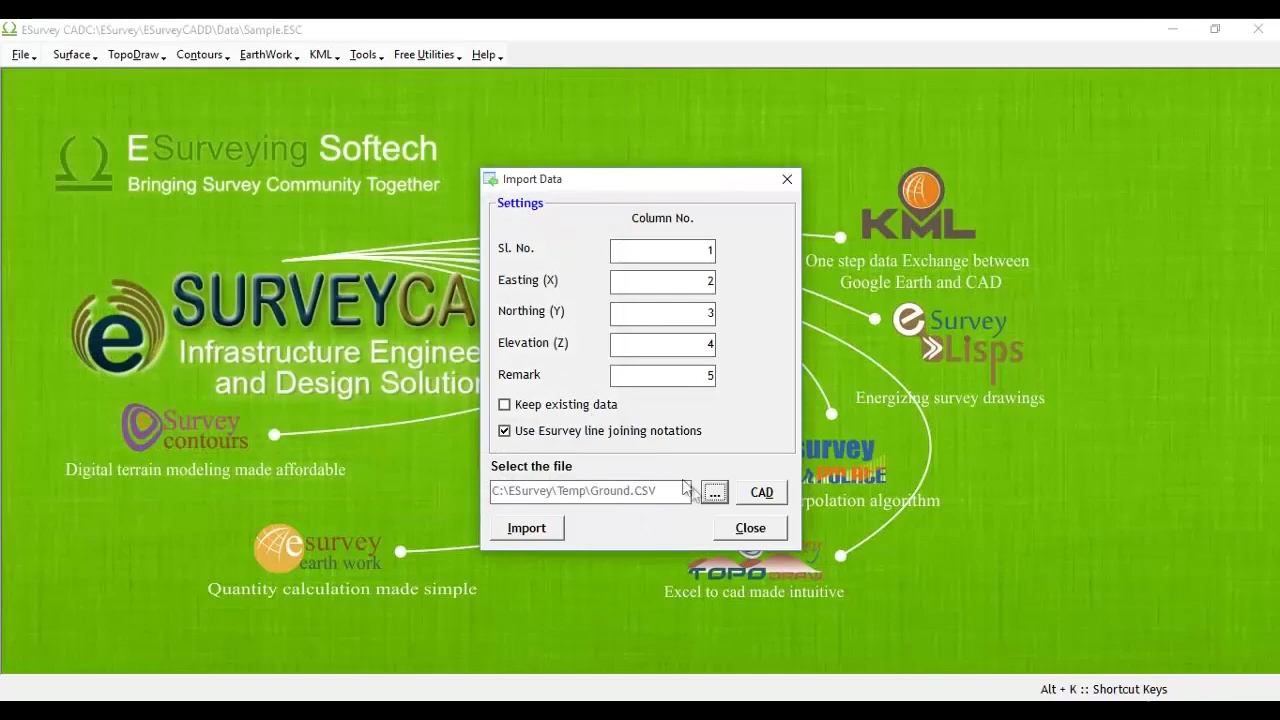 ESurvey CADC:\ESurvey\ESurveyCADD\Data\Sample.ESC
File Surface TopoDraw Contours EarthWork KML Tools Free Utilities Help
ESurveying Softech
Bringing Survey Community Together
SURVEYCA
Infrastructure Enginee
and Design Solutio
Survey
contours
Digital terrain modeling made affordable
esurvey
earth work
Quantity calculation made simple
Import Data
Settings
Column No.
Sl. No. 1
Easting (X) 2
Northing (Y) 3
Elevation (Z) 4
Remark 5
Keep existing data
Use Esurvey line joining notations
Select the file
C:\ESurvey\Temp\Ground.CSV ... CAD
Import Close
KML
One step data Exchange between
Google Earth and CAD
eSurvey
Lisps
Energizing survey drawings
survey
polation algorithm
TOPO DRAW
Excel to cad made intuitive
Alt + K :: Shortcut Keys